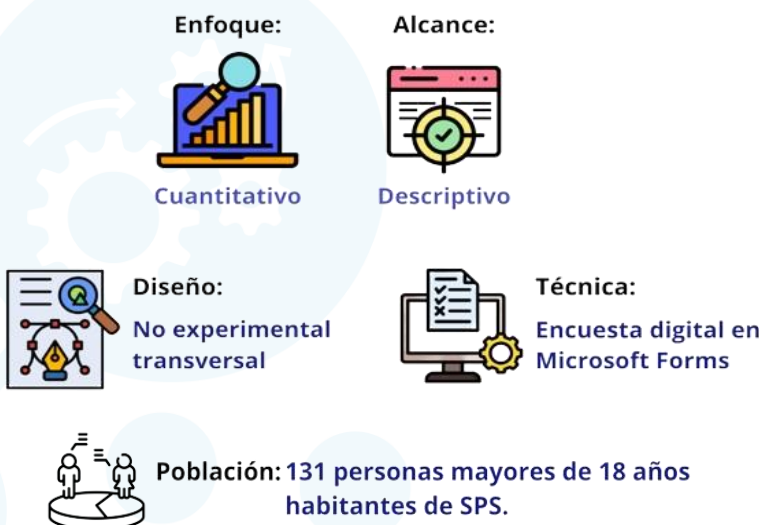 Enfoque:
Alcance:
Cuantitativo
Descriptivo
Diseño:
No experimental
transversal
Técnica:
Encuesta digital en
Microsoft Forms
Población: 131 personas mayores de 18 años
habitantes de SPS.